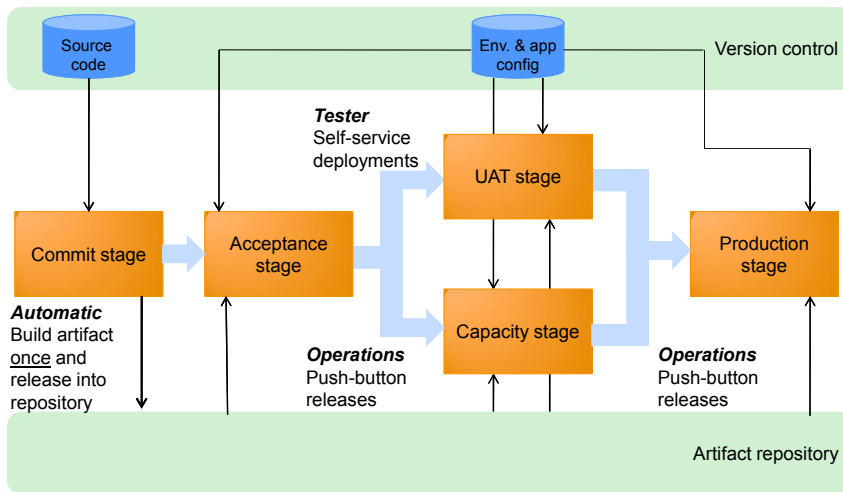 Source
code
Env. & app
config
Version control
Tester
Self-service
deployments
UAT stage
Commit stage
Acceptance
stage
Production
stage
Automatic
Build artifact
once and
release into
repository
Capacity stage
Operations
Push-button
releases
Operations
Push-button
releases
Artifact repository